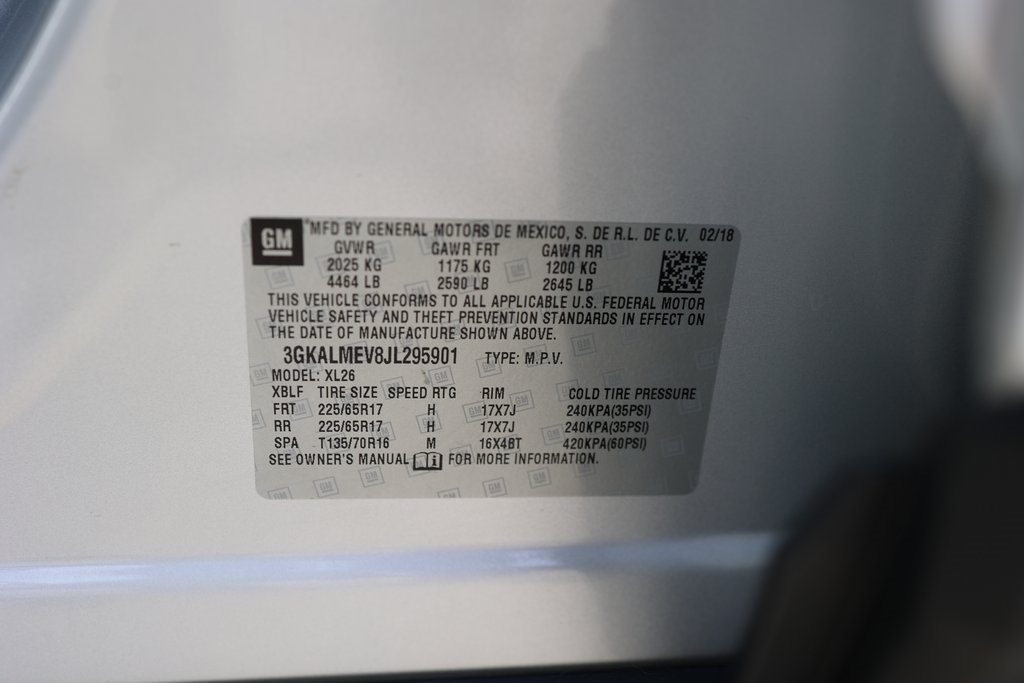 GM
MFD BY GENERAL MOTORS DE MEXICO, S. DE R.L. DE C.V. 02/18
GVWR GAWR FRT GAWR RR
2025 KG 1175 KG 1200 KG
4464 LB 2590 LB 2645 LB
THIS VEHICLE CONFORMS TO ALL APPLICABLE U.S. FEDERAL MOTOR
VEHICLE SAFETY AND THEFT PREVENTION STANDARDS IN EFFECT ON
THE DATE OF MANUFACTURE SHOWN ABOVE.
3GKALMEV8JL295901 TYPE: M.P.V.
MODEL: XL26
XBLF TIRE SIZE SPEED RTG RIM COLD TIRE PRESSURE
FRT 225/65R17 H 17X7J 240KPA(35PSI)
RR 225/65R17 H 17X7J 240KPA(35PSI)
SPA T135/70R16 M 16X4BT 420KPA(60PSI)
SEE OWNER'S MANUAL FOR MORE INFORMATION.